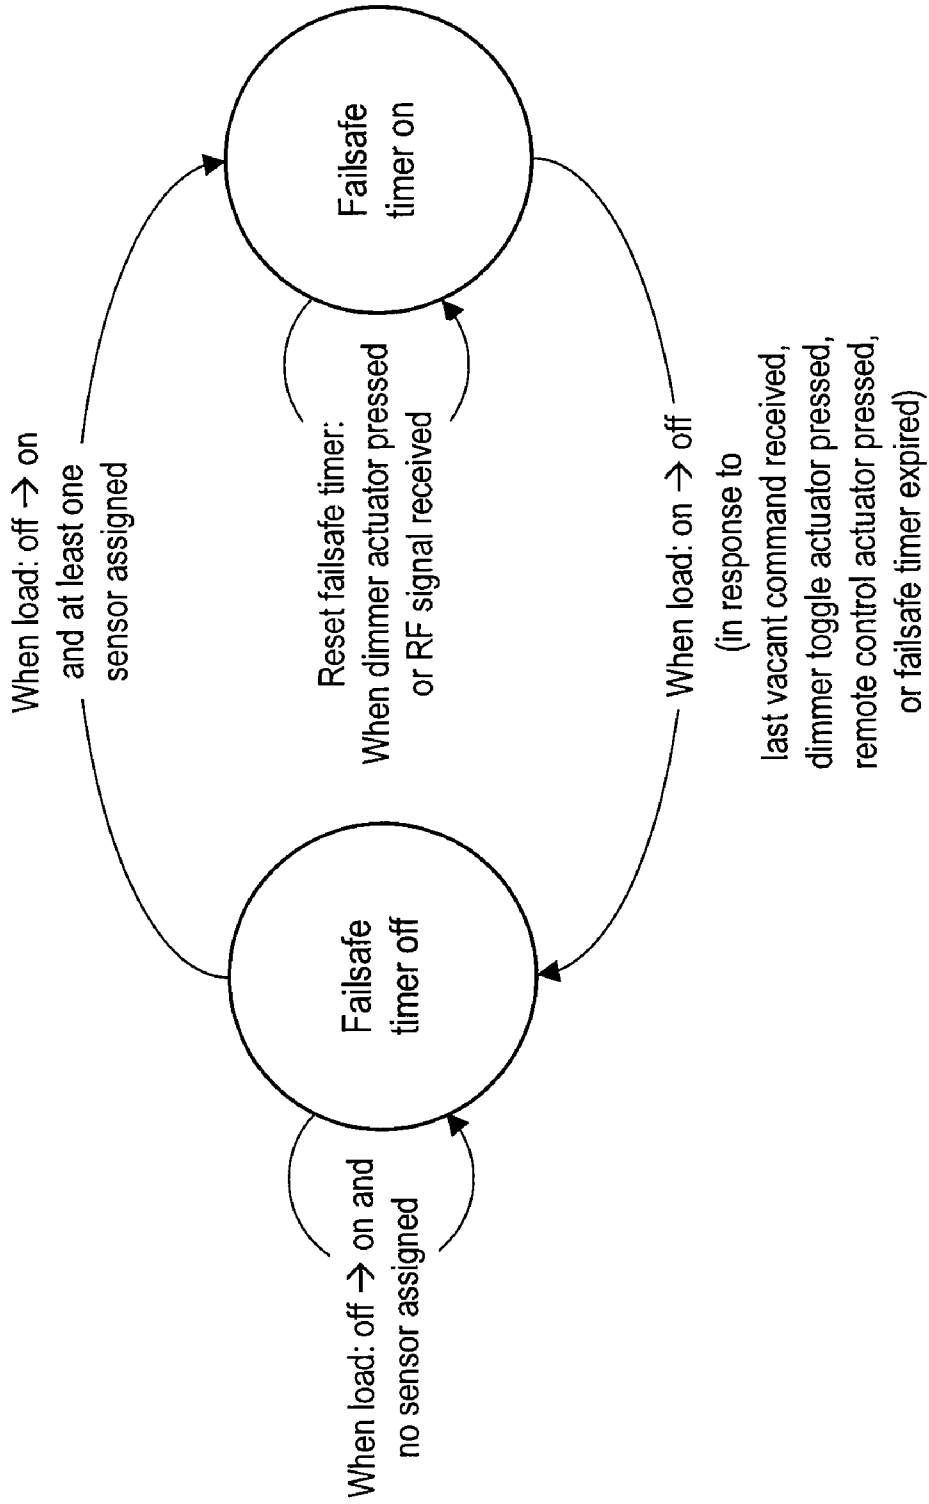 When load: off → on
and at least one
sensor assigned
When load: off → on and
no sensor assigned
Failsafe
timer off
Reset failsafe timer:
When dimmer actuator pressed
or RF signal received
Failsafe
timer on
When load: on → off
(in response to
last vacant command received,
dimmer toggle actuator pressed,
remote control actuator pressed,
or failsafe timer expired)